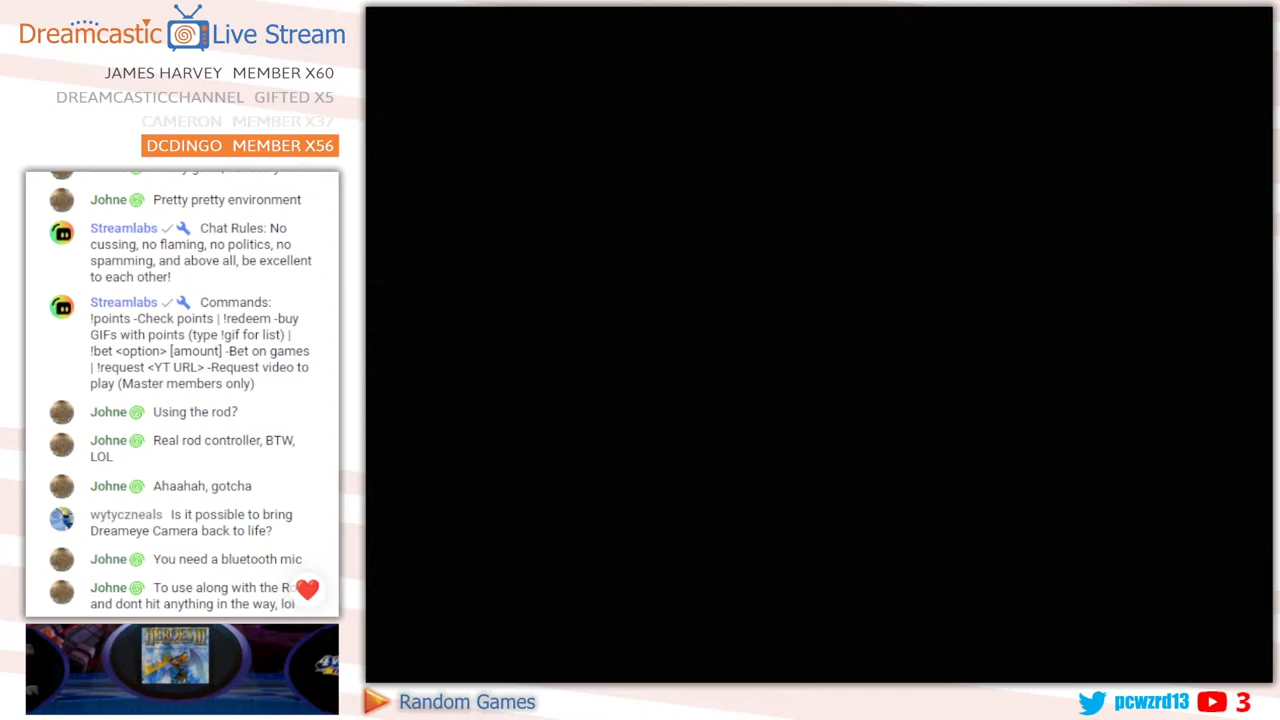 Dreamcastic Live Stream
JAMES HARVEY MEMBER X60
DREAMCASTICCHANNEL GIFTED X5
CAMERON MEMBER X37
DCDINGO MEMBER X56
Johne Pretty pretty environment
Streamlabs Chat Rules: No
cussing, no flaming, no politics, no
spamming, and above all, be excellent
to each other!
Streamlabs Commands:
!points -Check points | !redeem -buy
GIFs with points (type !gif for list) |
!bet <option> [amount] -Bet on games
| !request <YT URL> -Request video to
play (Master members only)
Johne Using the rod?
Johne Real rod controller, BTW,
LOL
Johne Ahaahah, gotcha
wytyczneals Is it possible to bring
Dreameye Camera back to life?
Johne You need a bluetooth mic
Johne To use along with the
and dont hit anything in the way, lol
HEROES III
Random Games
pcwzrd13 3